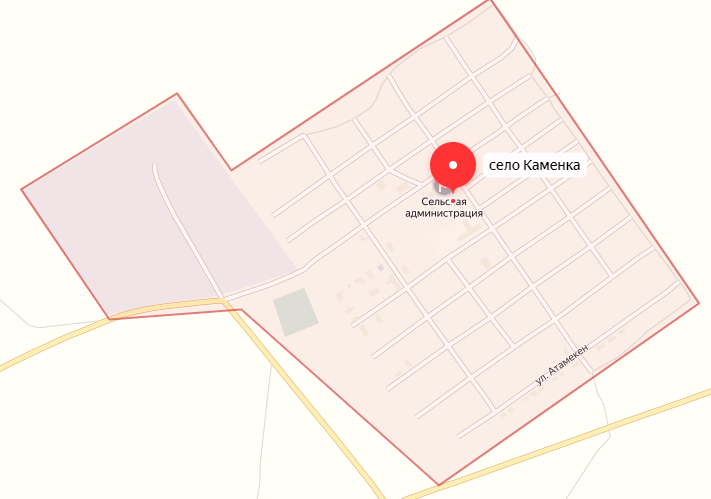 село Каменка
Сельская
администрация
ул. Атамекен